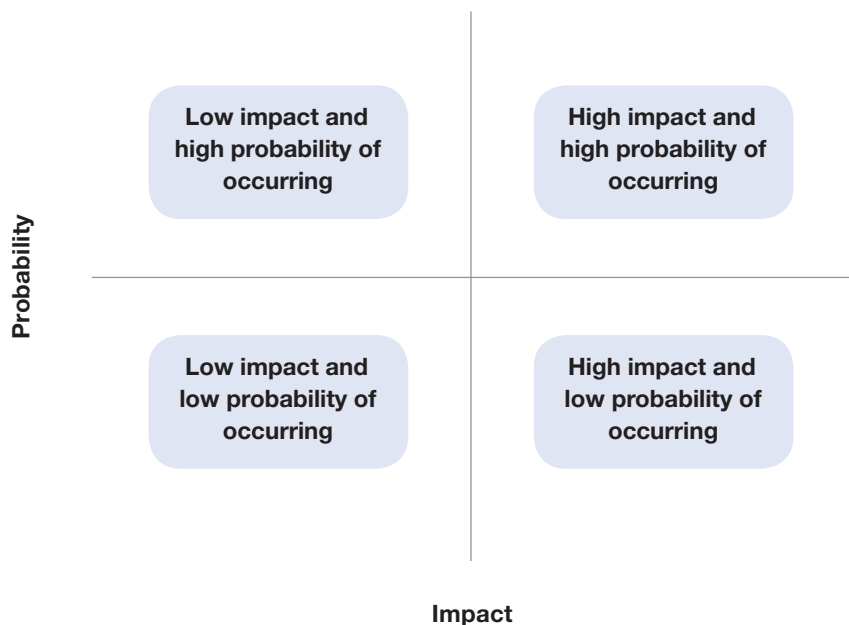 Low impact and
high probability of
occurring
High impact and
high probability of
occurring
Probability
Low impact and
low probability of
occurring
High impact and
low probability of
occurring
Impact